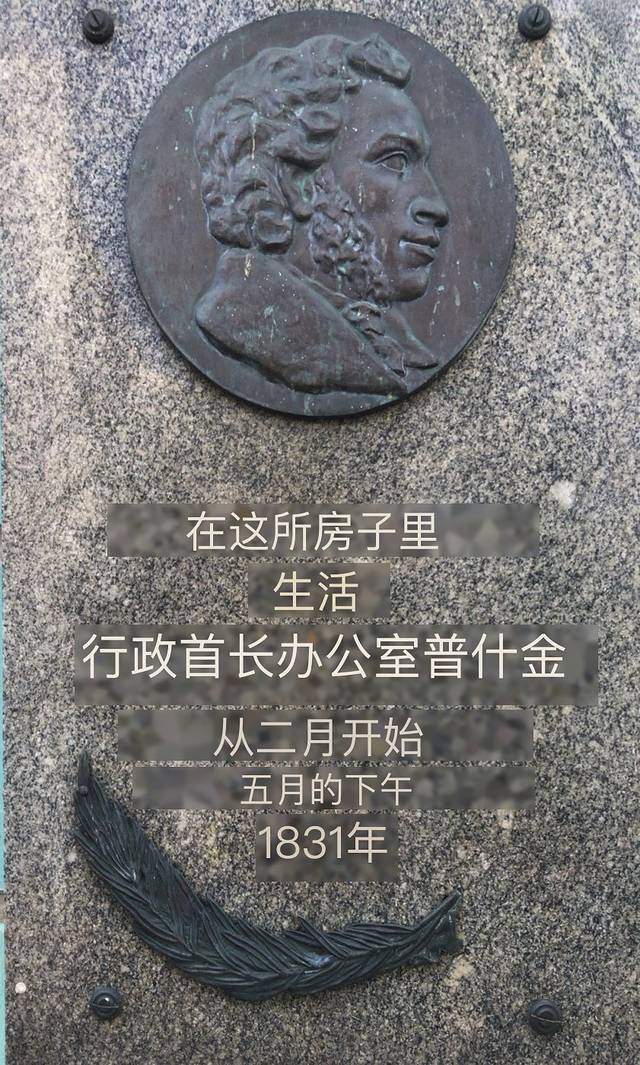 在这所房子里
生活
行政首长办公室普什金
从二月开始
五月的下午
1831年